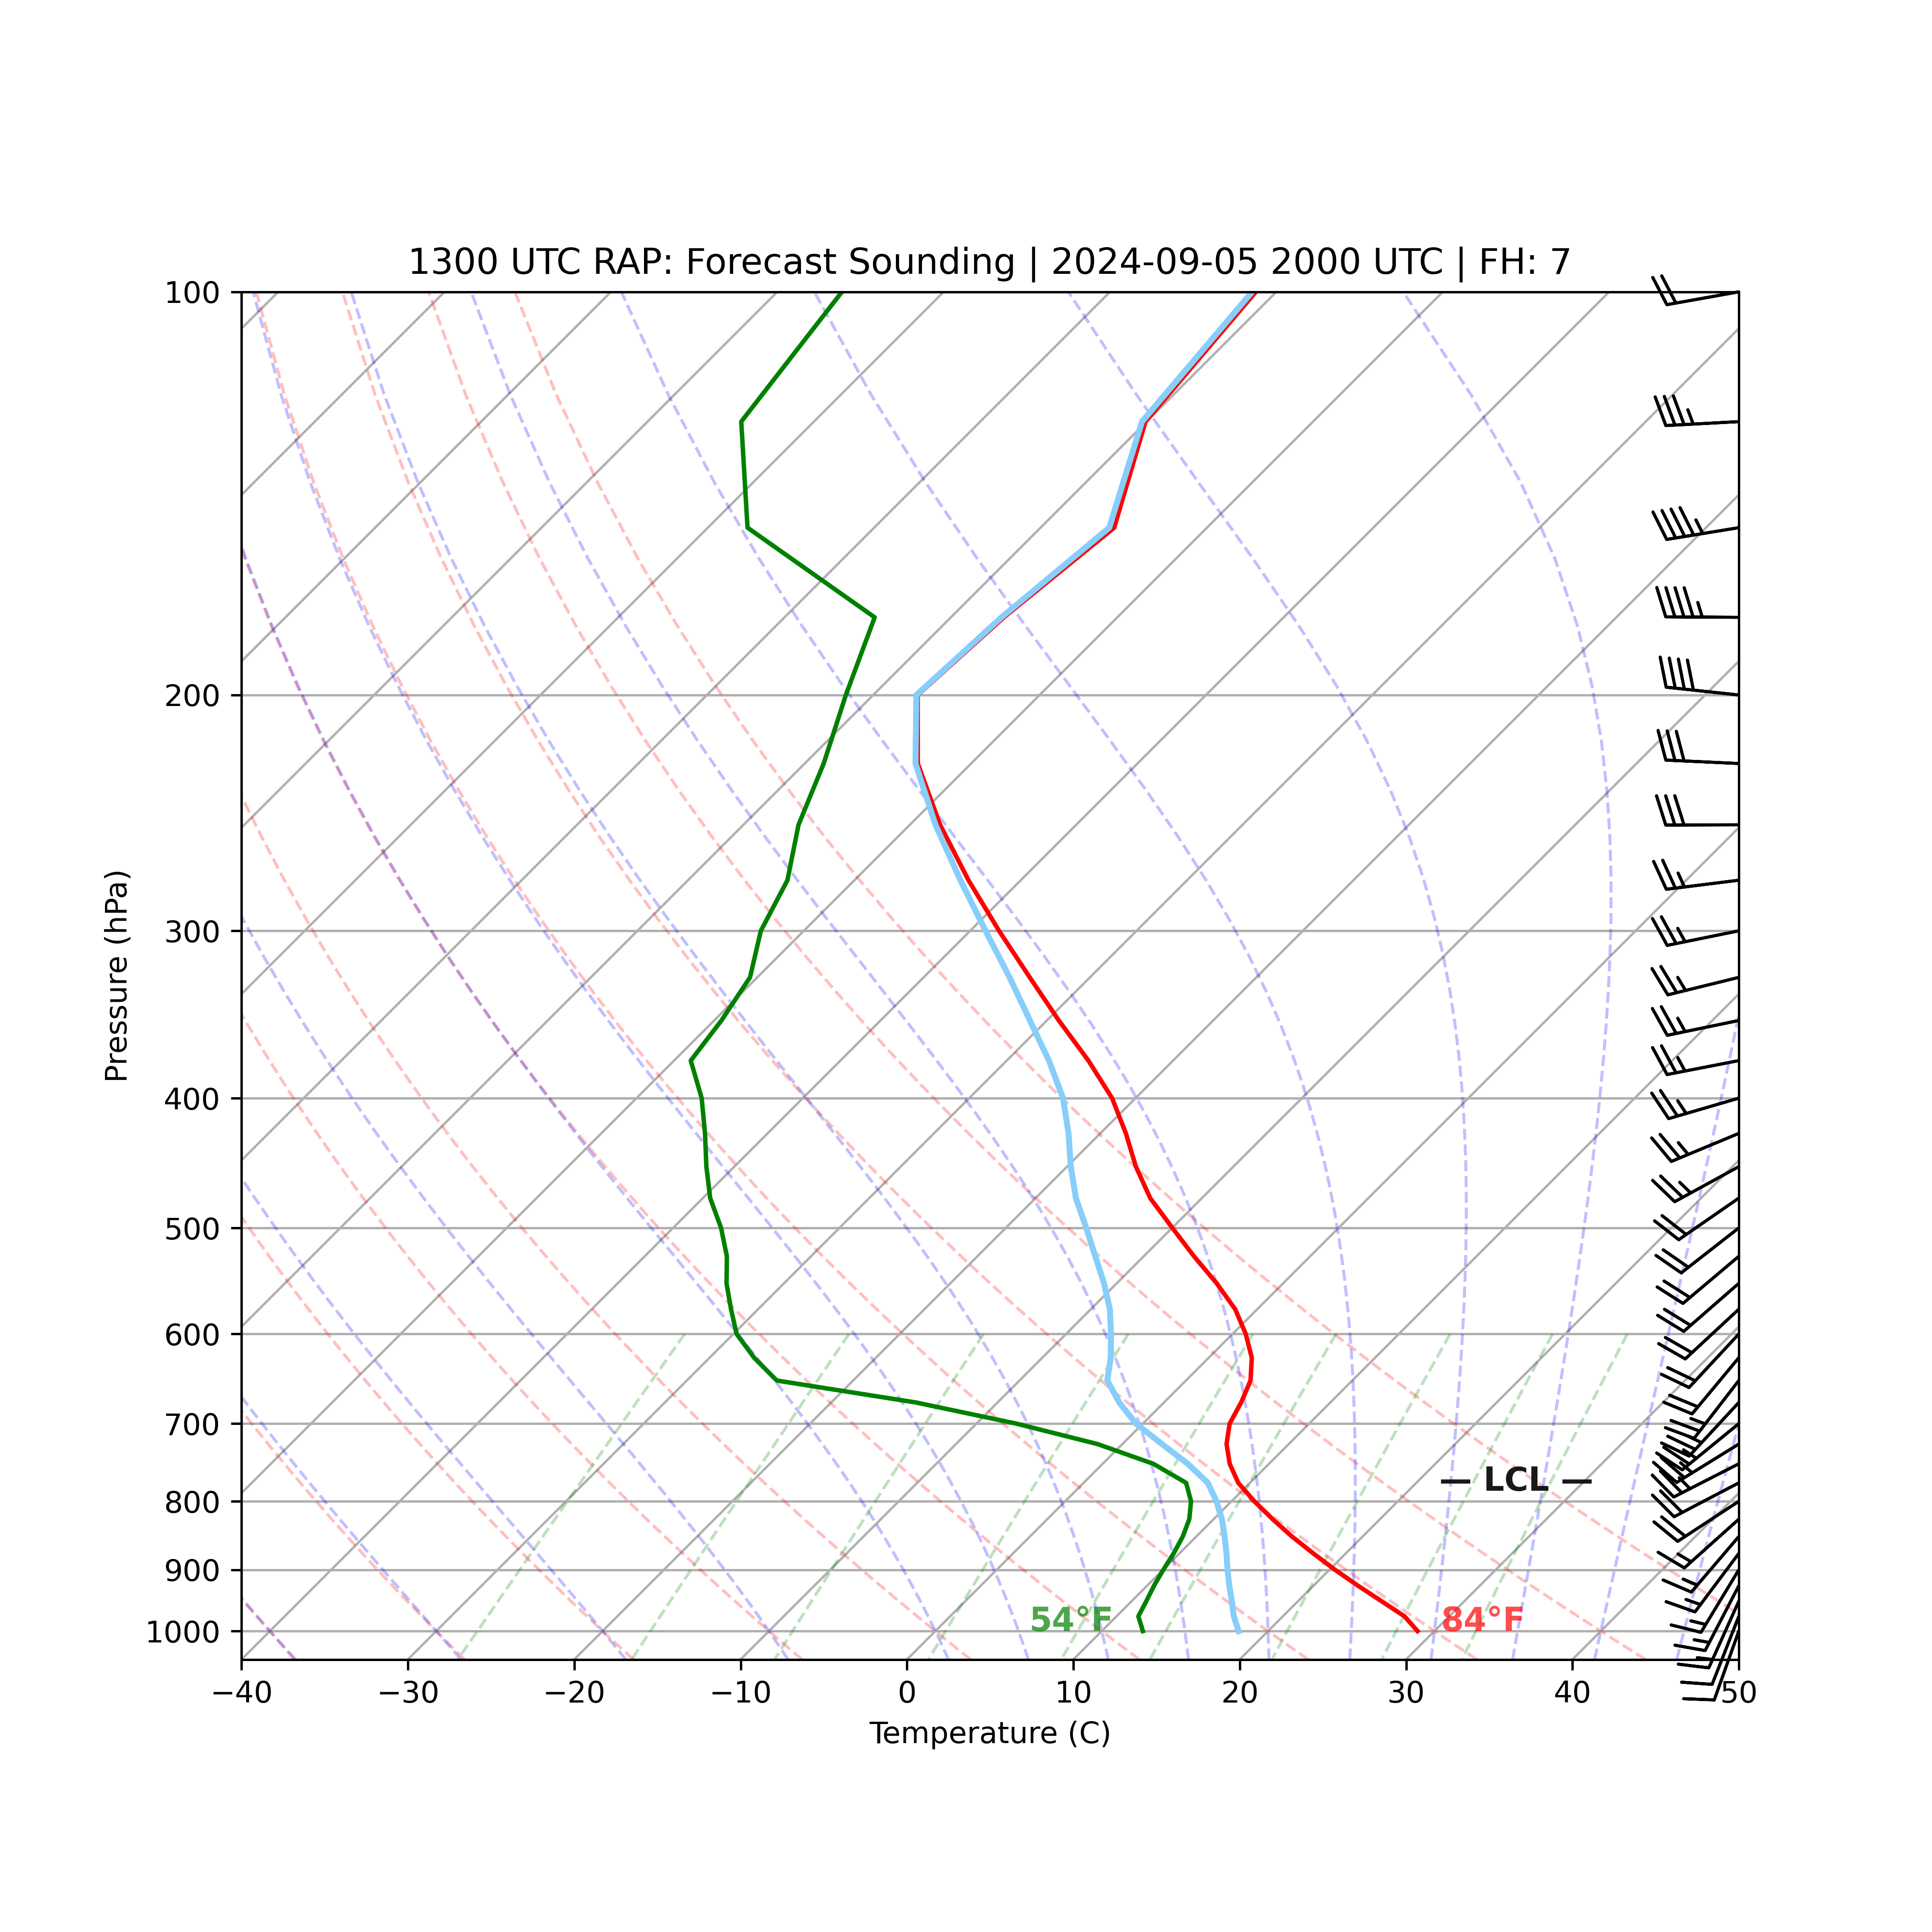 1300 UTC RAP: Forecast Sounding | 2024-09-05 2000 UTC | FH: 7
100
200
300
400
500
600
700
800
900
1000
Pressure (hPa)
— LCL —
54°F
84°F
−40 −30 −20 −10 0 10 20 30 40 50
Temperature (C)